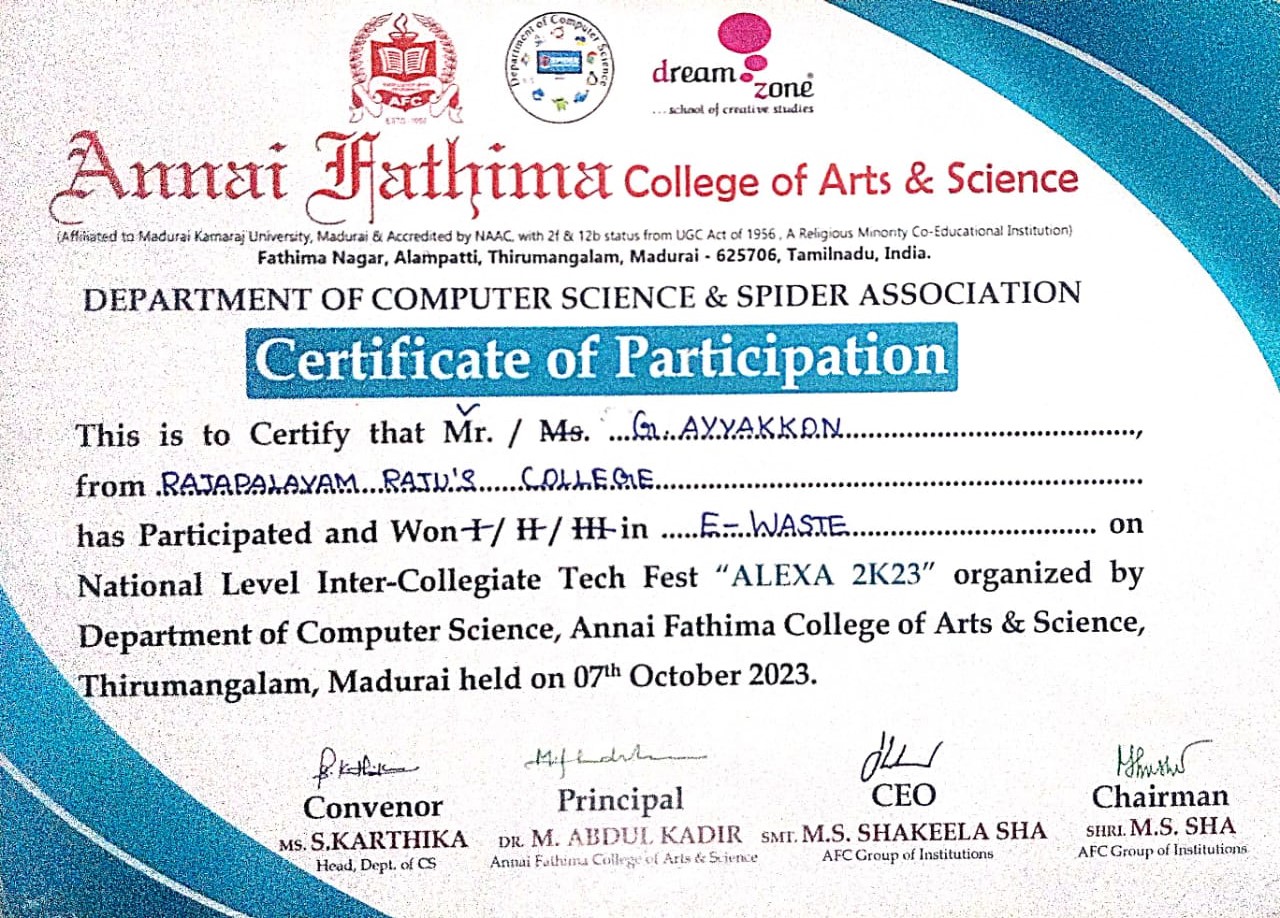 AFC
ESTD. 1992
Department of Computer Science
SPIDER
dream zone
...school of creative studies
Annai Fathima College of Arts & Science
(Affiliated to Madurai Kamaraj University, Madurai & Accredited by NAAC, with 2f & 12b status from UGC Act of 1956 , A Religious Minority Co-Educational Institution)
Fathima Nagar, Alampatti, Thirumangalam, Madurai - 625706, Tamilnadu, India.
DEPARTMENT OF COMPUTER SCIENCE & SPIDER ASSOCIATION
Certificate of Participation
This is to Certify that Mr. / Ms. G. AYYAKKON
from RAJAPALAYAM RAJU'S COLLEGE
has Participated and Won I / II / III in E-WASTE on
National Level Inter-Collegiate Tech Fest “ALEXA 2K23” organized by
Department of Computer Science, Annai Fathima College of Arts & Science,
Thirumangalam, Madurai held on 07th October 2023.
Convenor Principal CEO Chairman
MS. S.KARTHIKA DR. M. ABDUL KADIR SMT. M.S. SHAKEELA SHA SHRI. M.S. SHA
Head, Dept. of CS Annai Fathima College of Arts & Science AFC Group of Institutions AFC Group of Institutions